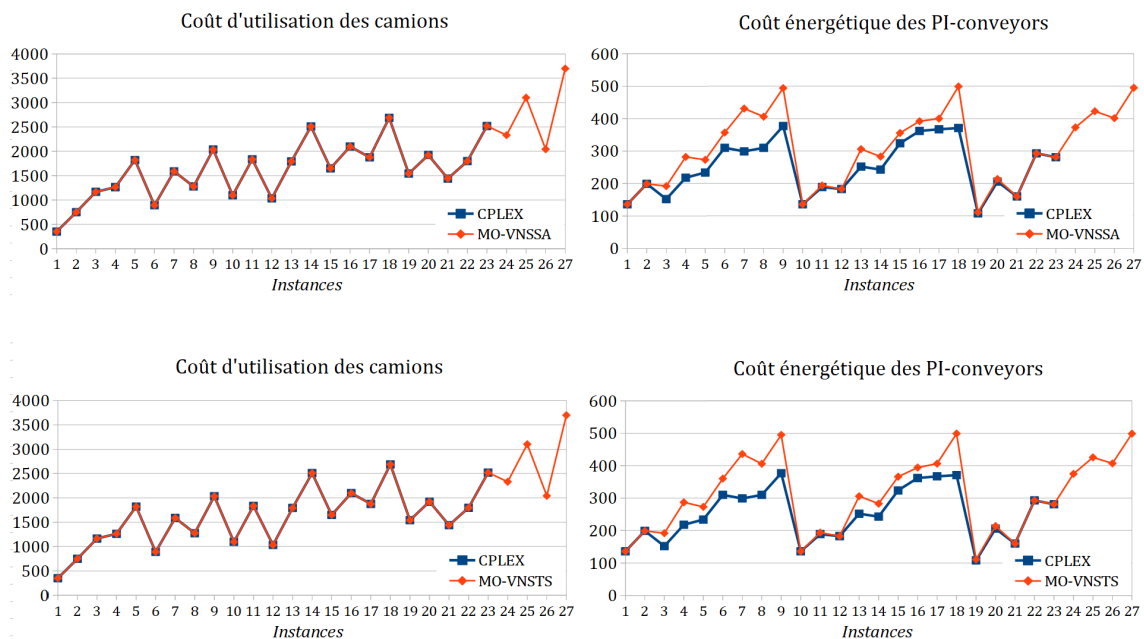 Coût d'utilisation des camions
4000
3500
3000
2500
2000
1500
1000
500
0
CPLEX
MO-VNSSA
1 2 3 4 5 6 7 8 9 10 11 12 13 14 15 16 17 18 19 20 21 22 23 24 25 26 27
Instances
Coût énergétique des PI-conveyors
600
500
400
300
200
100
0
CPLEX
MO-VNSSA
1 2 3 4 5 6 7 8 9 10 11 12 13 14 15 16 17 18 19 20 21 22 23 24 25 26 27
Instances
Coût d'utilisation des camions
4000
3500
3000
2500
2000
1500
1000
500
0
CPLEX
MO-VNSTS
1 2 3 4 5 6 7 8 9 10 11 12 13 14 15 16 17 18 19 20 21 22 23 24 25 26 27
Instances
Coût énergétique des PI-conveyors
600
500
400
300
200
100
0
CPLEX
MO-VNSTS
1 2 3 4 5 6 7 8 9 10 11 12 13 14 15 16 17 18 19 20 21 22 23 24 25 26 27
Instances